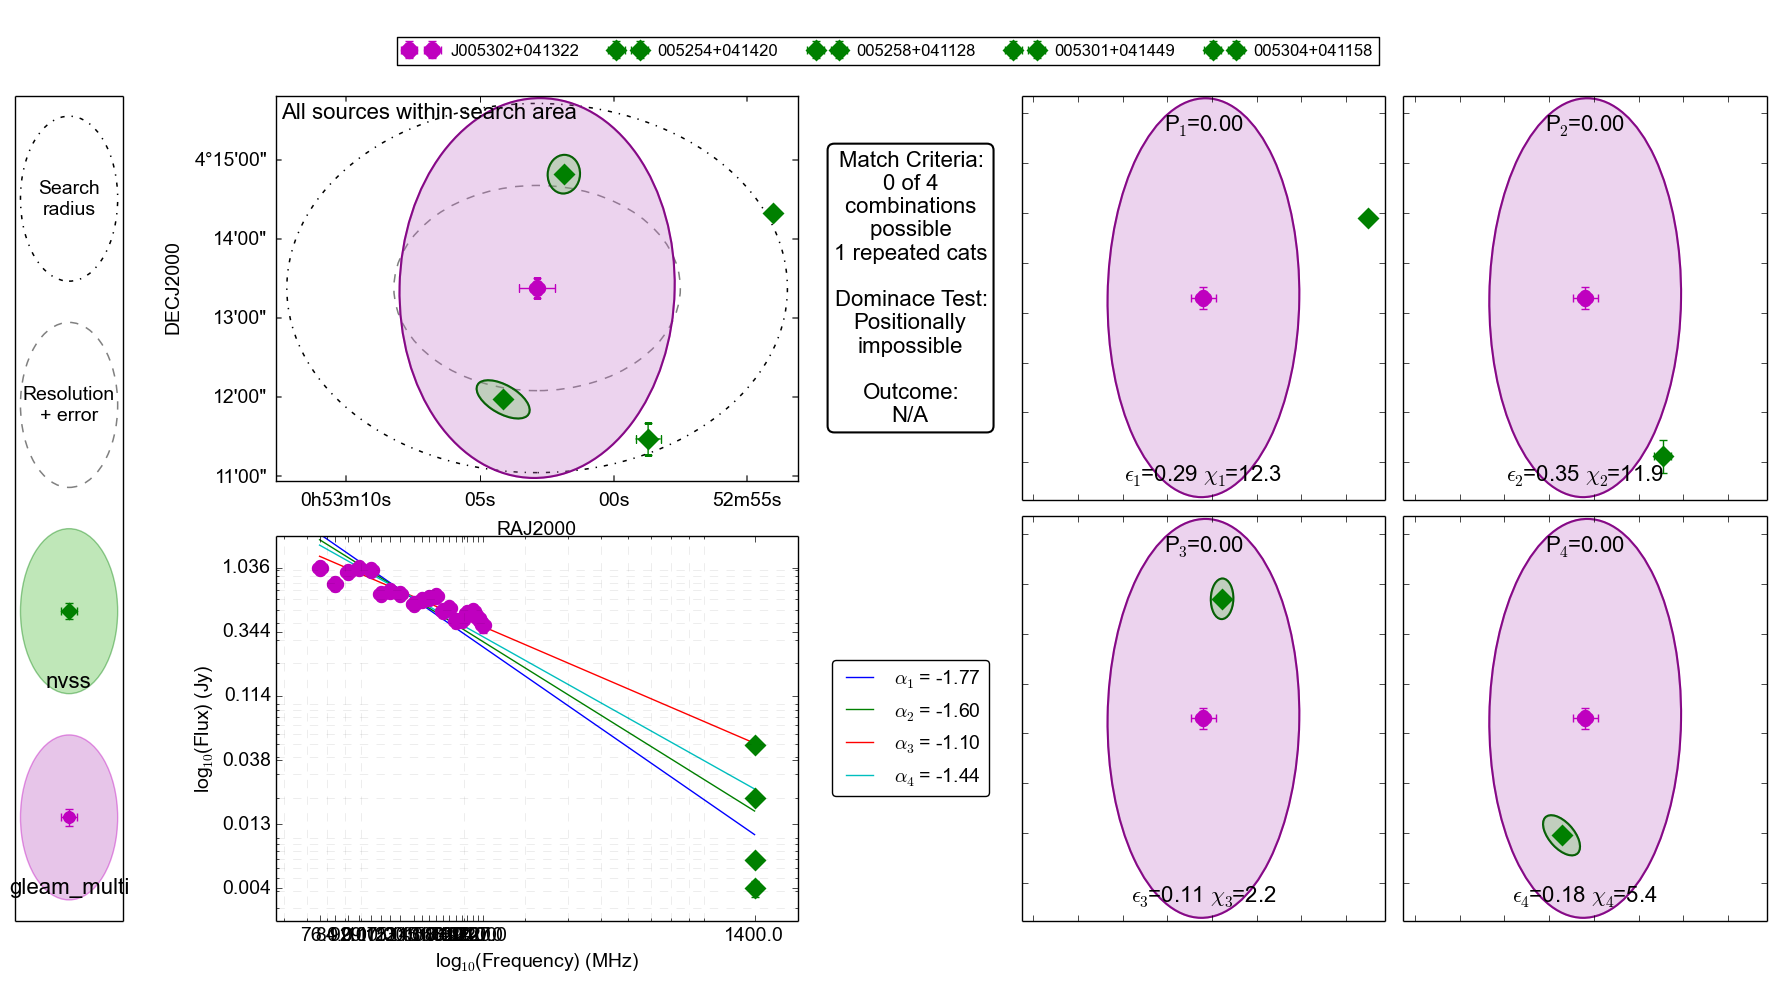 J005302+041322 005254+041420 005258+041128 005301+041449 005304+041158
Search
radius
Resolution
+ error
nvss
gleam_multi
All sources within search area
DECJ2000
4°15'00"
14'00"
13'00"
12'00"
11'00"
0h53m10s 05s 00s 52m55s
RAJ2000
Match Criteria:
0 of 4
combinations
possible
1 repeated cats
Dominace Test:
Positionally
impossible
Outcome:
N/A
P1=0.00
ϵ1=0.29 χ1=12.3
P2=0.00
ϵ2=0.35 χ2=11.9
log10(Flux) (Jy)
1.036
0.344
0.114
0.038
0.013
0.004
1400.0
log10(Frequency) (MHz)
α1 = -1.77
α2 = -1.60
α3 = -1.10
α4 = -1.44
P3=0.00
ϵ3=0.11 χ3=2.2
P4=0.00
ϵ4=0.18 χ4=5.4